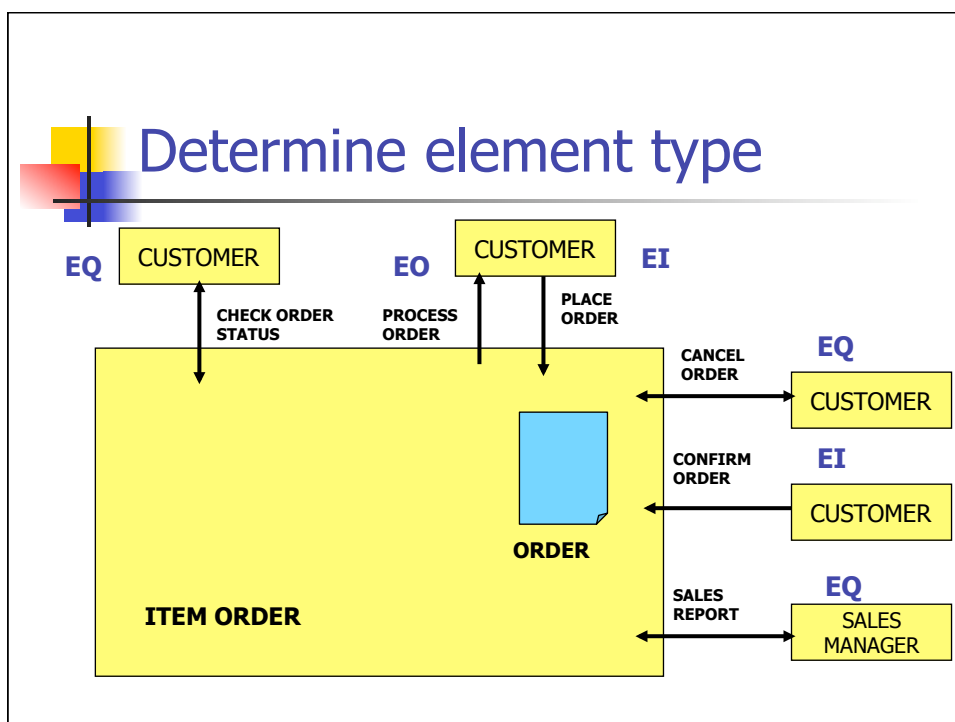 Determine element type
EQ
CUSTOMER
CHECK ORDER
STATUS
EO
CUSTOMER
EI
PROCESS
ORDER
PLACE
ORDER
CANCEL
ORDER
EQ
CUSTOMER
CONFIRM
ORDER
EI
CUSTOMER
ORDER
ITEM ORDER
SALES
REPORT
EQ
SALES
MANAGER